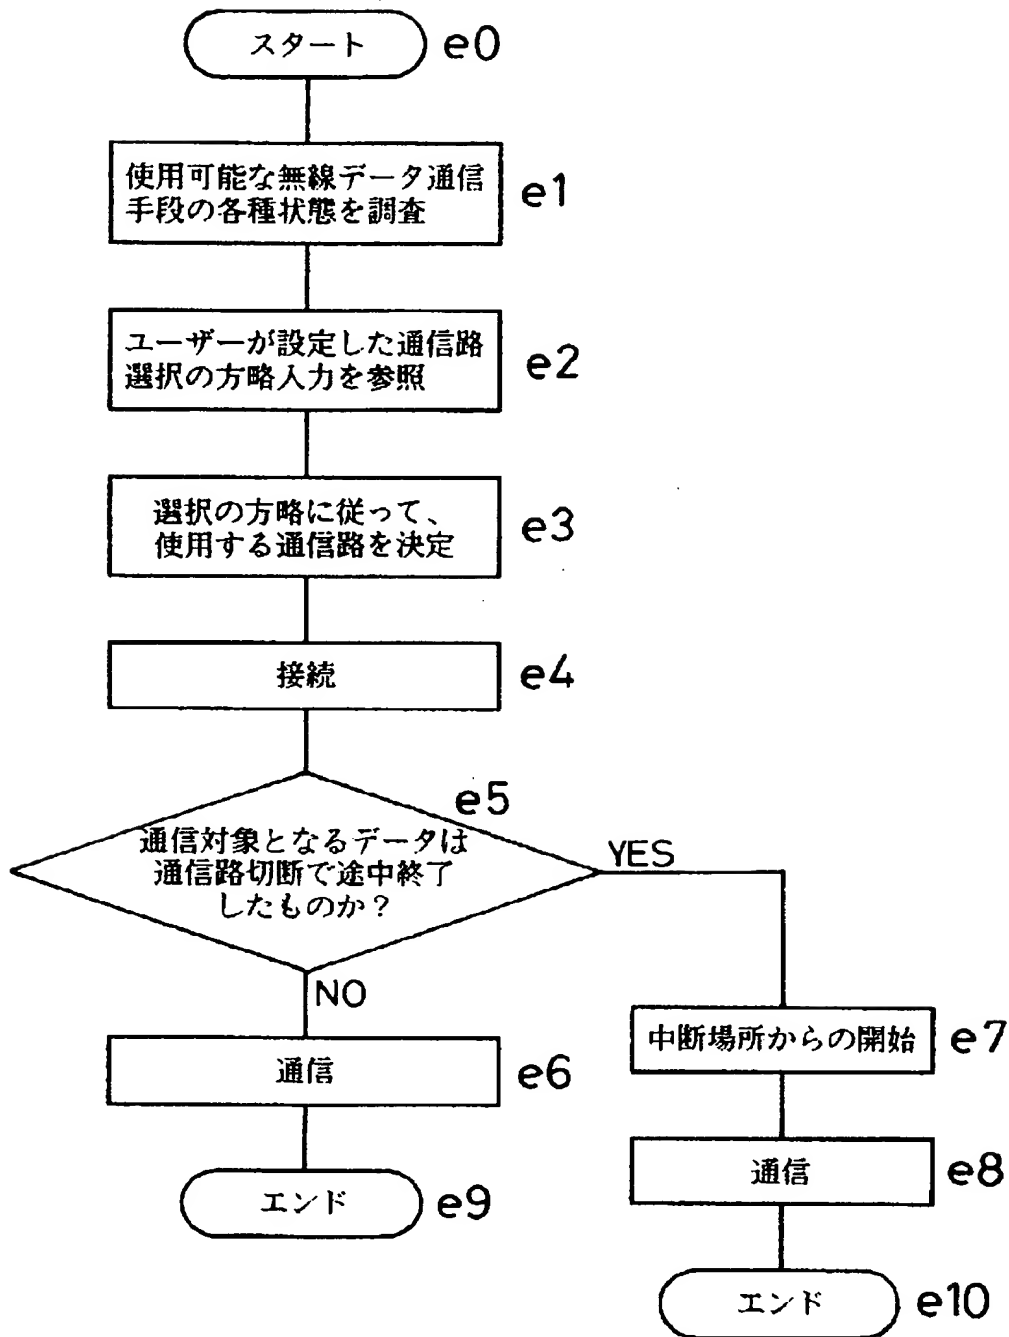 スタート e0
使用可能な無線データ通信
手段の各種状態を調査
e1
ユーザーが設定した通信路
選択の方略入力を参照
e2
選択の方略に従って、
使用する通信路を決定
e3
接続 e4
e5
通信対象となるデータは
通信路切断で途中終了
したものか？
YES
NO
中断場所からの開始 e7
通信 e6
通信 e8
エンド e9
エンド e10